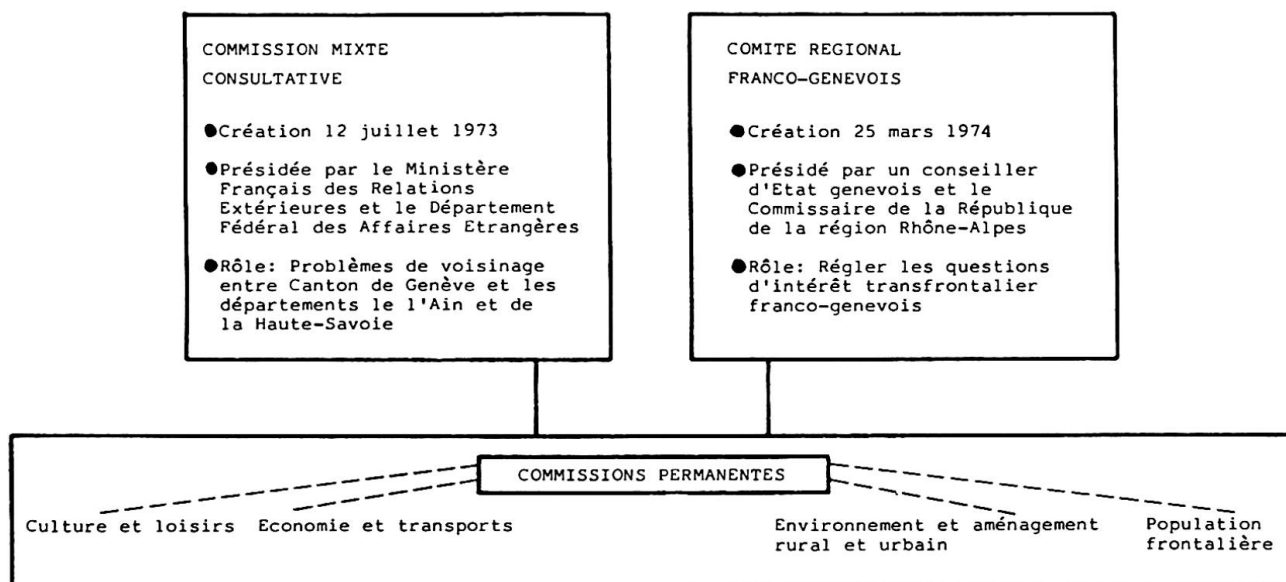 COMMISSION MIXTE
CONSULTATIVE
●Création 12 juillet 1973
●Présidée par le Ministère
Français des Relations
Extérieures et le Département
Fédéral des Affaires Etrangères
●Rôle: Problèmes de voisinage
entre Canton de Genève et les
départements le l'Ain et de
la Haute-Savoie
COMITE REGIONAL
FRANCO-GENEVOIS
●Création 25 mars 1974
●Présidé par un conseiller
d'Etat genevois et le
Commissaire de la République
de la région Rhône-Alpes
●Rôle: Régler les questions
d'intérêt transfrontalier
franco-genevois
COMMISSIONS PERMANENTES
Culture et loisirs
Economie et transports
Environnement et aménagement
rural et urbain
Population
frontalière